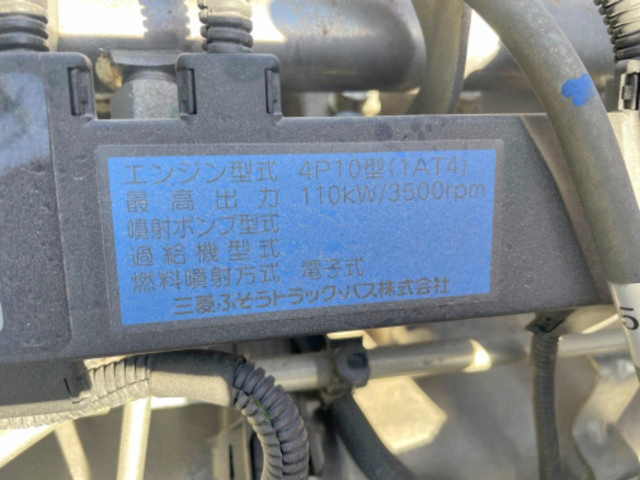 エンジン型式 4P10型(1AT4)
最高出力 110kW/3500rpm
噴射ポンプ型式
過給機型式
燃料噴射方式 電子式
三菱ふそうトラック・バス株式会社